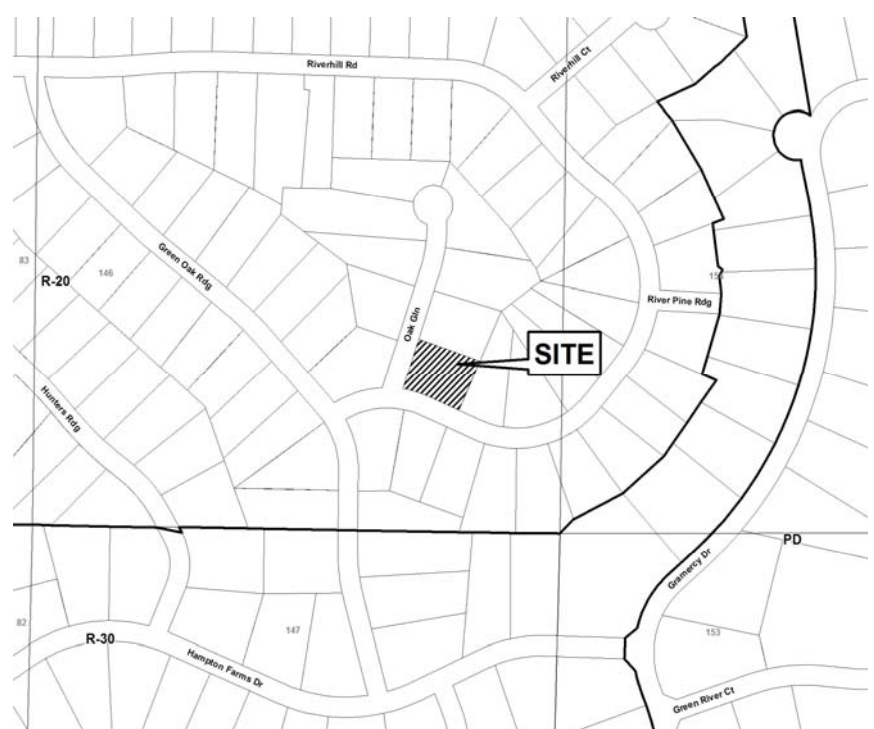 Riverhill Rd
Riverhill Ct
83
146
R-20
Green Oak Rdg
Oak Gln
River Pine Rdg
SITE
Hunters Rdg
PD
Gramercy Dr
82
147
153
R-30
Hampton Farms Dr
Green River Ct